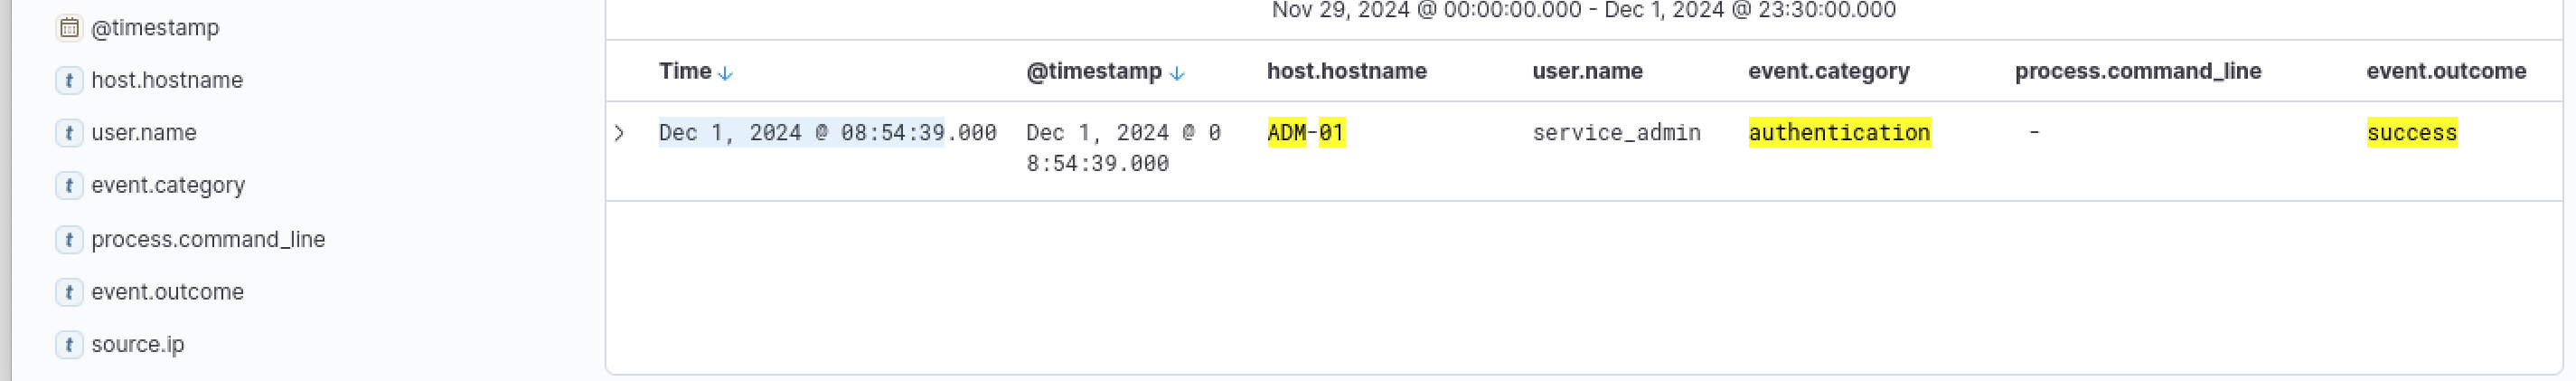 @timestamp
host.hostname
user.name
event.category
process.command_line
event.outcome
source.ip
Nov 29, 2024 @ 00:00:00.000 - Dec 1, 2024 @ 23:30:00.000
Time @timestamp host.hostname user.name event.category process.command_line event.outcome
Dec 1, 2024 @ 08:54:39.000 Dec 1, 2024 @ 0 ADM-01 service_admin authentication - success
8:54:39.000